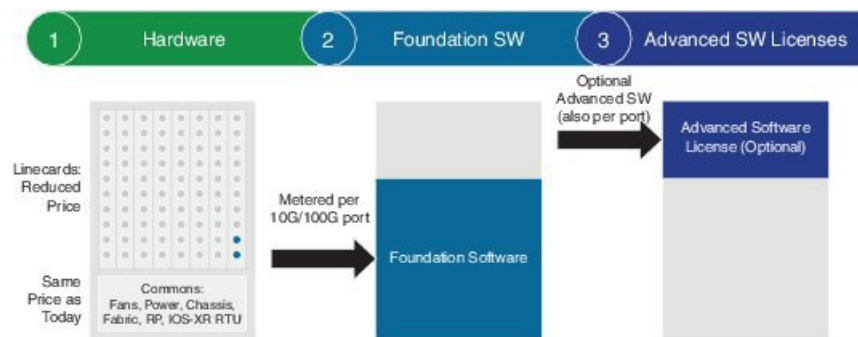 1 Hardware 2 Foundation SW 3 Advanced SW Licenses
Optional
Advanced SW
(also per port)
Advanced Software
License (Optional)
Linecards:
Reduced
Price
Metered per
10G/100G port
Foundation Software
Same
Price as
Today
Commons:
Fans, Power, Chassis,
Fabric, RP, IOS-XR RTU